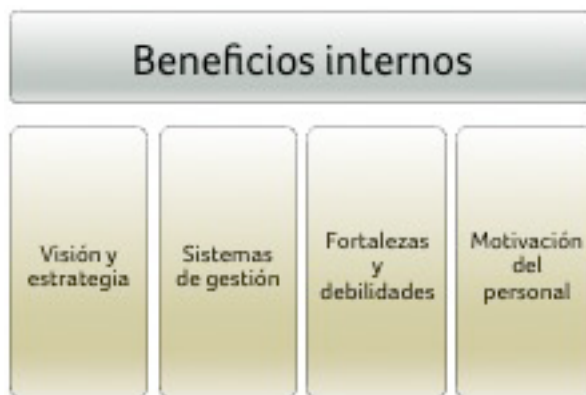 Beneficios internos
Visión y
estrategia
Sistemas
de gestión
Fortalezas
y
debilidades
Motivación
del
personal